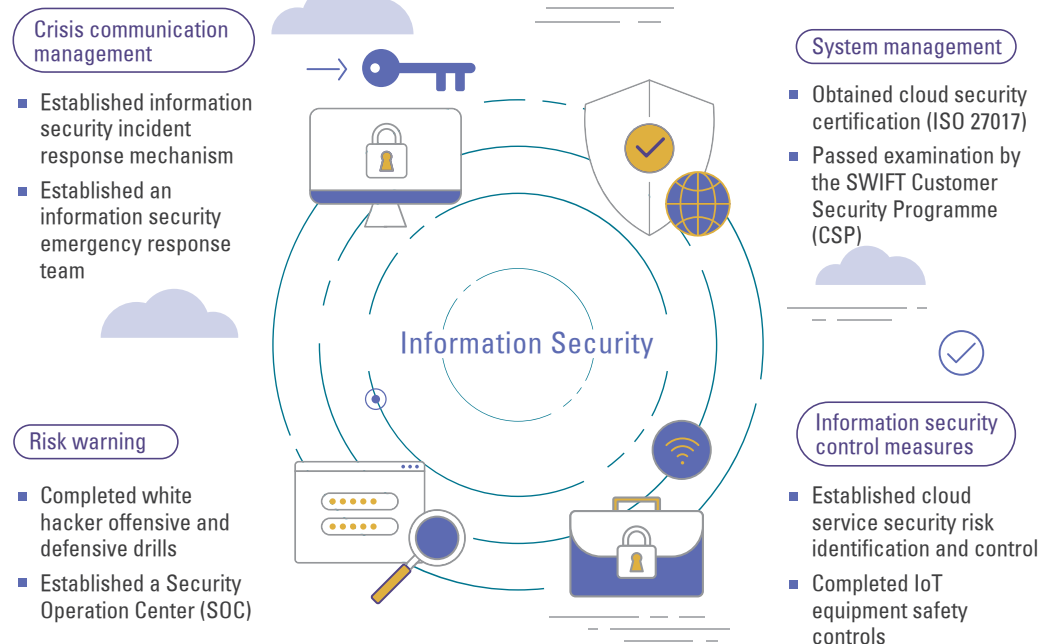 Crisis communication
management
■ Established information
security incident
response mechanism
■ Established an
information security
emergency response
team
System management
■ Obtained cloud security
certification (ISO 27017)
■ Passed examination by
the SWIFT Customer
Security Programme
(CSP)
Information Security
Risk warning
■ Completed white
hacker offensive and
defensive drills
■ Established a Security
Operation Center (SOC)
Information security
control measures
■ Established cloud
service security risk
identification and control
■ Completed IoT
equipment safety
controls